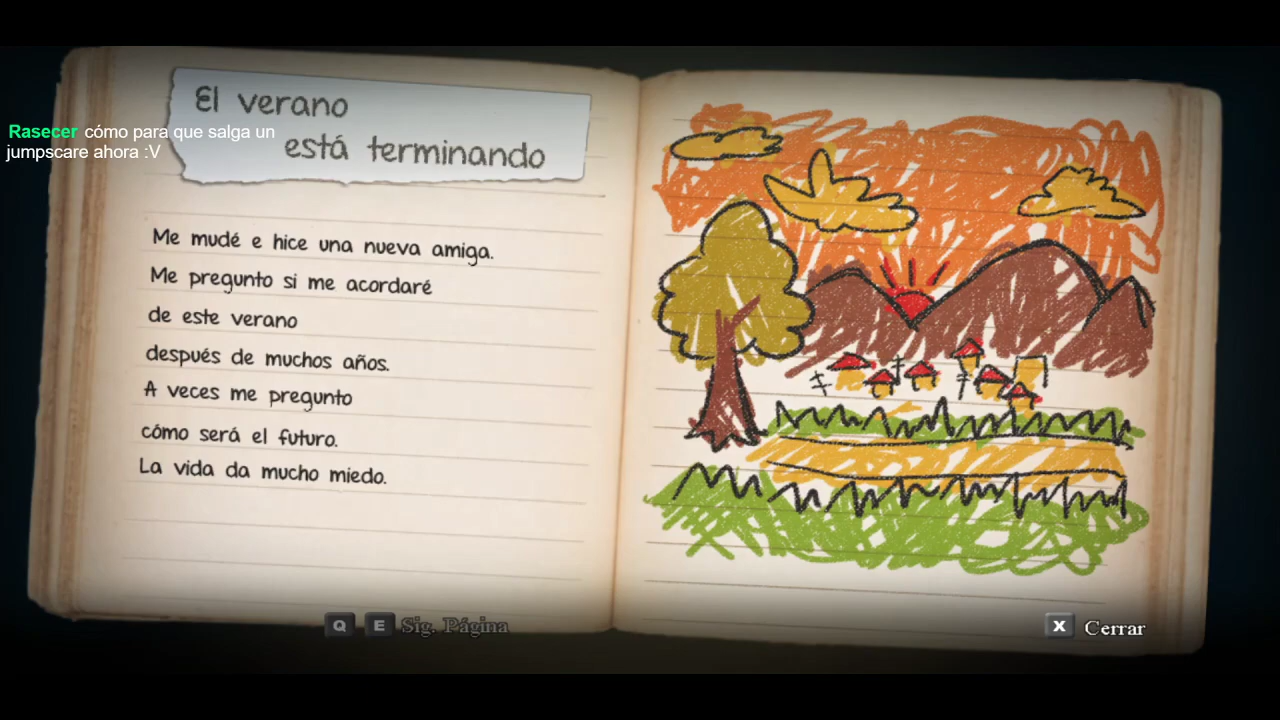 El verano
está terminando
Rasecer cómo para que salga un
jumpscare ahora :V
Me mudé e hice una nueva amiga.
Me pregunto si me acordaré
de este verano
después de muchos años.
A veces me pregunto
cómo será el futuro.
La vida da mucho miedo.
Q E Sig. Página
X Cerrar